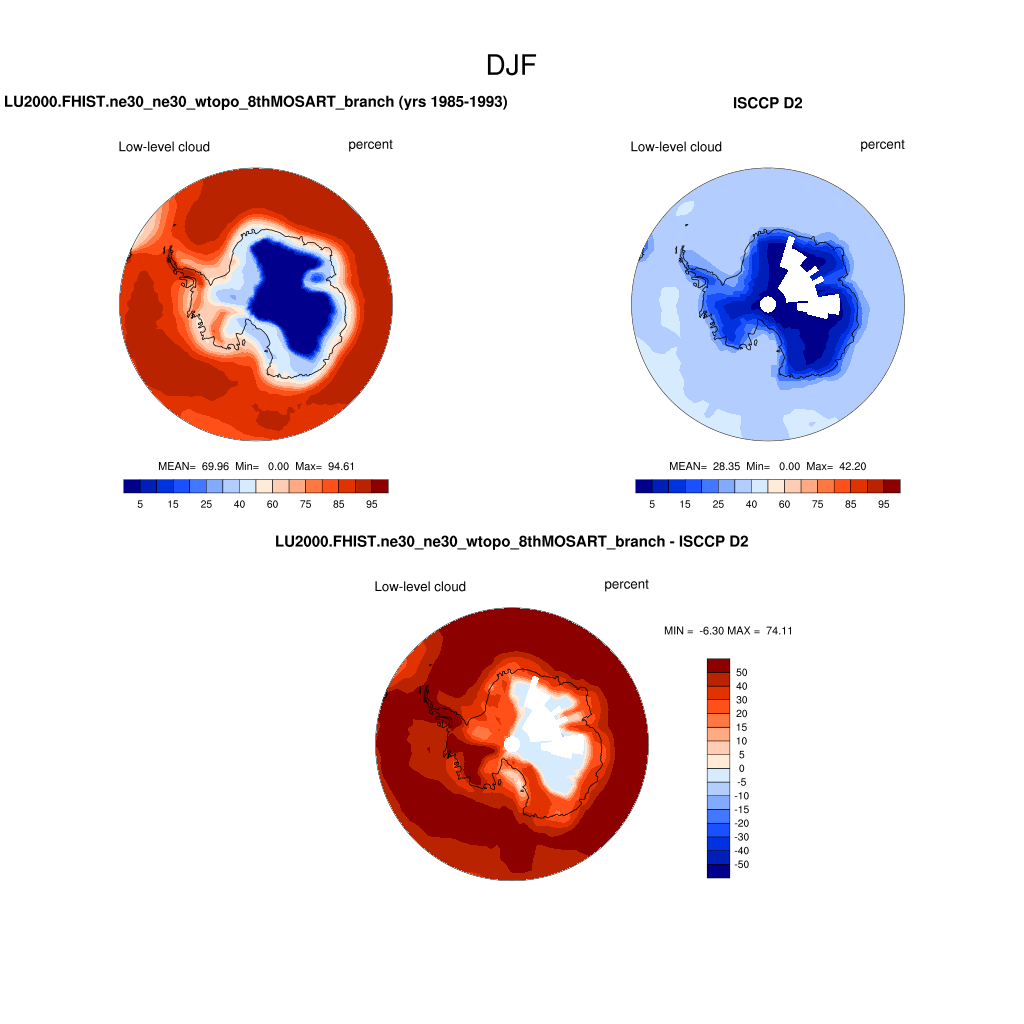 DJF
LU2000.FHIST.ne30_ne30_wtopo_8thMOSART_branch (yrs 1985-1993)
ISCCP D2
Low-level cloud
percent
Low-level cloud
percent
MEAN= 69.96 Min= 0.00 Max= 94.61
MEAN= 28.35 Min= 0.00 Max= 42.20
5 15 25 40 60 75 85 95
5 15 25 40 60 75 85 95
LU2000.FHIST.ne30_ne30_wtopo_8thMOSART_branch - ISCCP D2
Low-level cloud
percent
MIN = -6.30 MAX = 74.11
50
40
30
20
15
10
5
0
-5
-10
-15
-20
-30
-40
-50